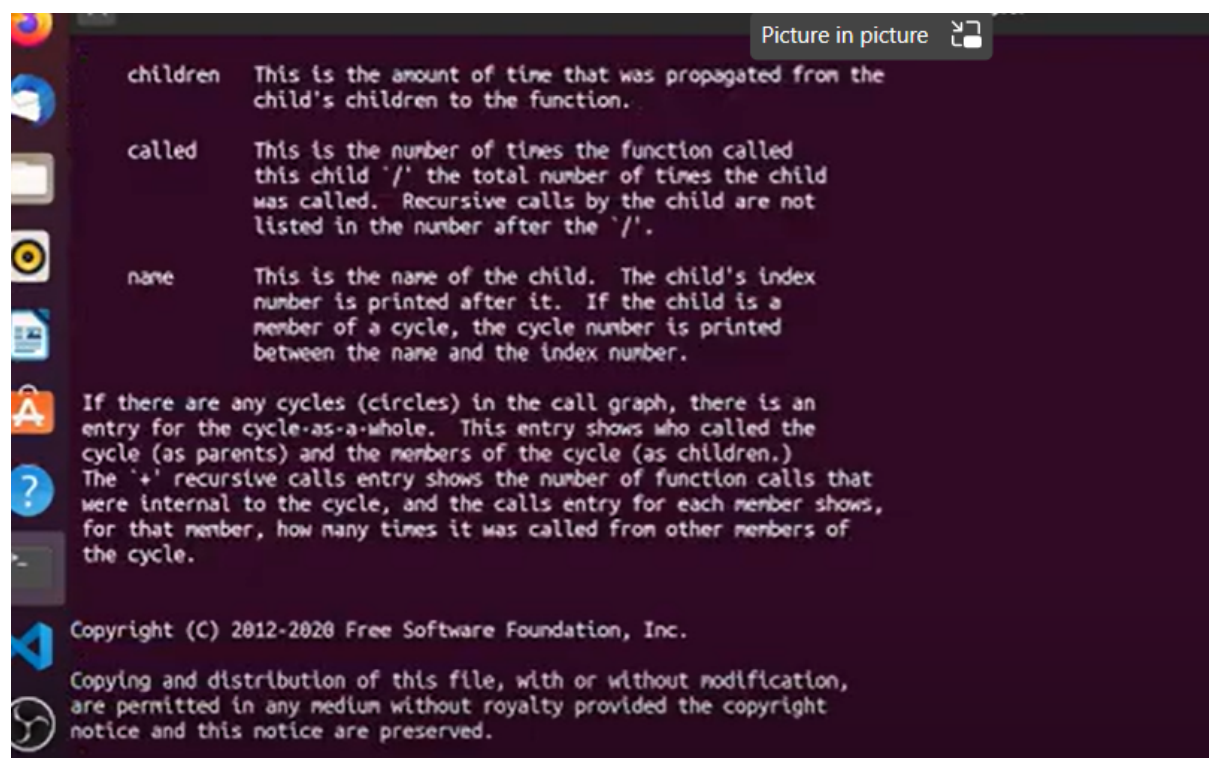 Picture in picture
children This is the amount of time that was propagated from the
child's children to the function.
called This is the number of times the function called
this child `/' the total number of times the child
was called. Recursive calls by the child are not
listed in the number after the `/'.
name This is the name of the child. The child's index
number is printed after it. If the child is a
member of a cycle, the cycle number is printed
between the name and the index number.
If there are any cycles (circles) in the call graph, there is an
entry for the cycle-as-a-whole. This entry shows who called the
cycle (as parents) and the members of the cycle (as children.)
The `+' recursive calls entry shows the number of function calls that
were internal to the cycle, and the calls entry for each member shows,
for that member, how many times it was called from other members of
the cycle.
Copyright (C) 2012-2020 Free Software Foundation, Inc.
Copying and distribution of this file, with or without modification,
are permitted in any medium without royalty provided the copyright
notice and this notice are preserved.